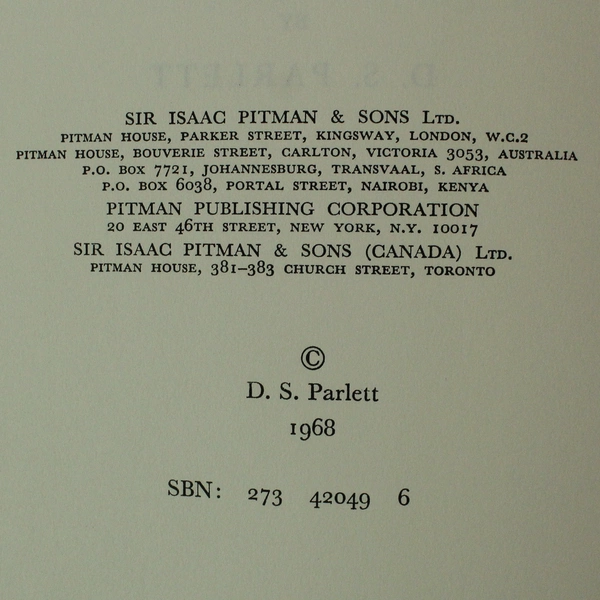 SIR ISAAC PITMAN & SONS LTD.
PITMAN HOUSE, PARKER STREET, KINGSWAY, LONDON, W.C.2
PITMAN HOUSE, BOUVERIE STREET, CARLTON, VICTORIA 3053, AUSTRALIA
P.O. BOX 7721, JOHANNESBURG, TRANSVAAL, S. AFRICA
P.O. BOX 6038, PORTAL STREET, NAIROBI, KENYA
PITMAN PUBLISHING CORPORATION
20 EAST 46TH STREET, NEW YORK, N.Y. 10017
SIR ISAAC PITMAN & SONS (CANADA) LTD.
PITMAN HOUSE, 381–383 CHURCH STREET, TORONTO
©
D. S. Parlett
1968
SBN: 273 42049 6